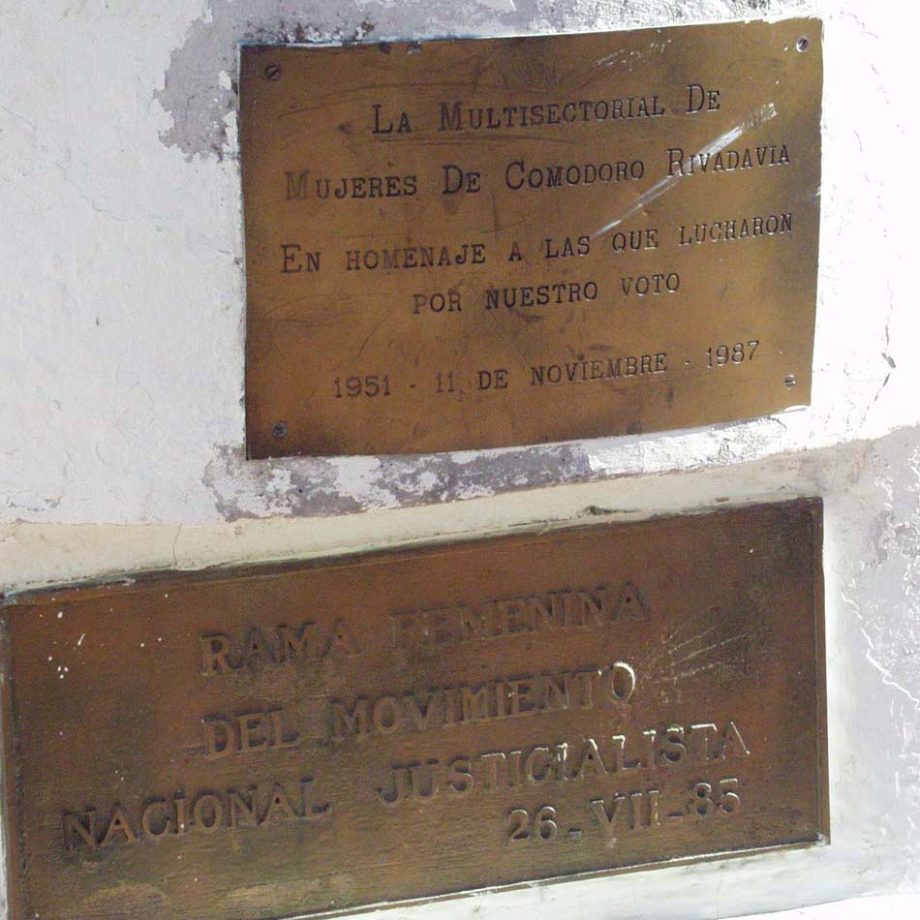 La Multisectorial De
Mujeres De Comodoro Rivadavia
En homenaje a las que lucharon
por nuestro voto
1951 - 11 de noviembre - 1987
RAMA FEMENINA
DEL MOVIMIENTO
NACIONAL JUSTICIALISTA
26-VII-85